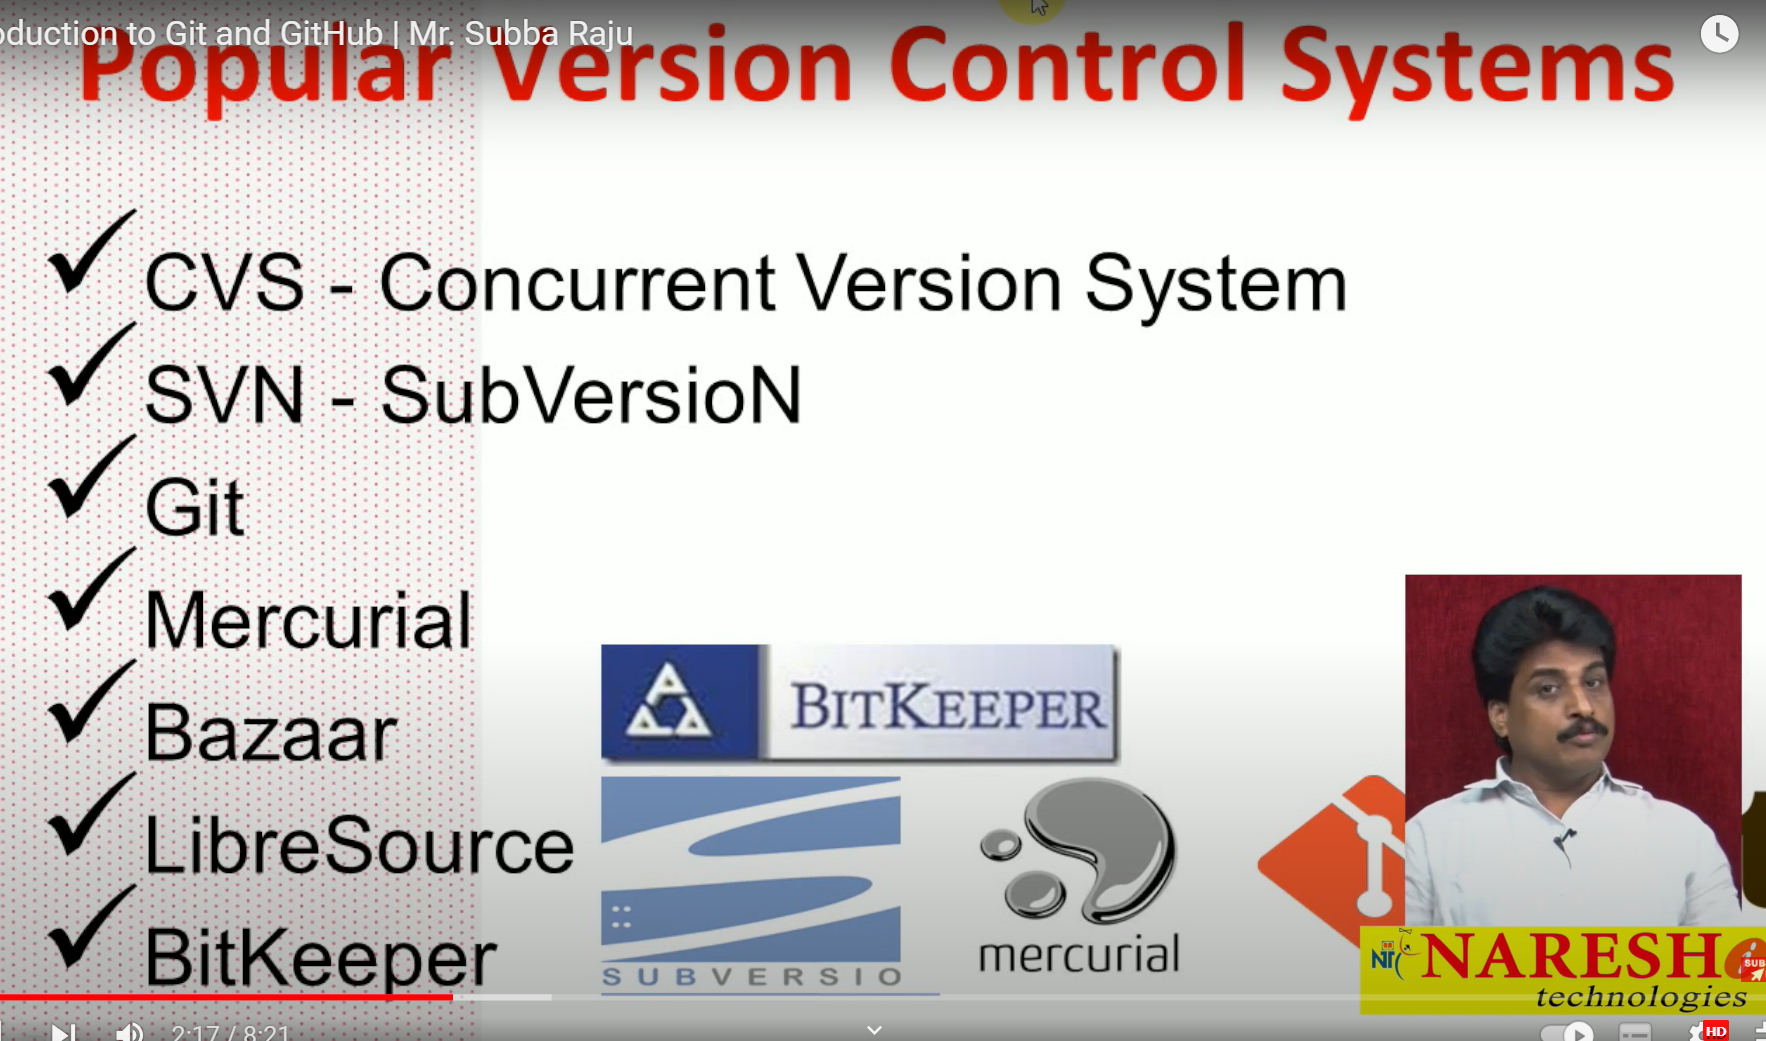 oduction to Git and GitHub | Mr. Subba Raju
Popular Version Control Systems
CVS - Concurrent Version System
SVN - SubVersioN
Git
Mercurial
Bazaar
LibreSource
BitKeeper
BITKEEPER
SUBVERSIO
mercurial
NARESH
technologies
SUB
2:17 / 8:21
HD